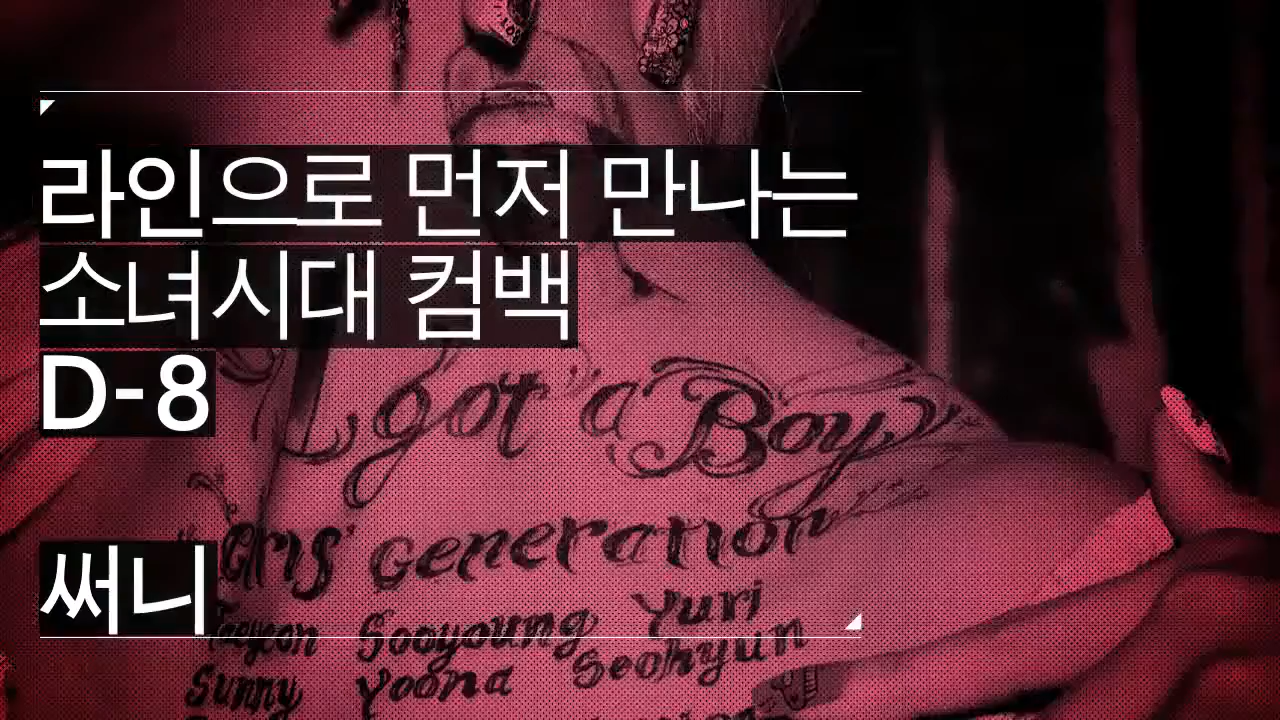 라인으로 먼저 만나는
소녀시대 컴백
D-8
I got a Boy
Girls' Generation
써니
Taeyeon Sooyoung Yuri
Sunny Yoona Seohyun